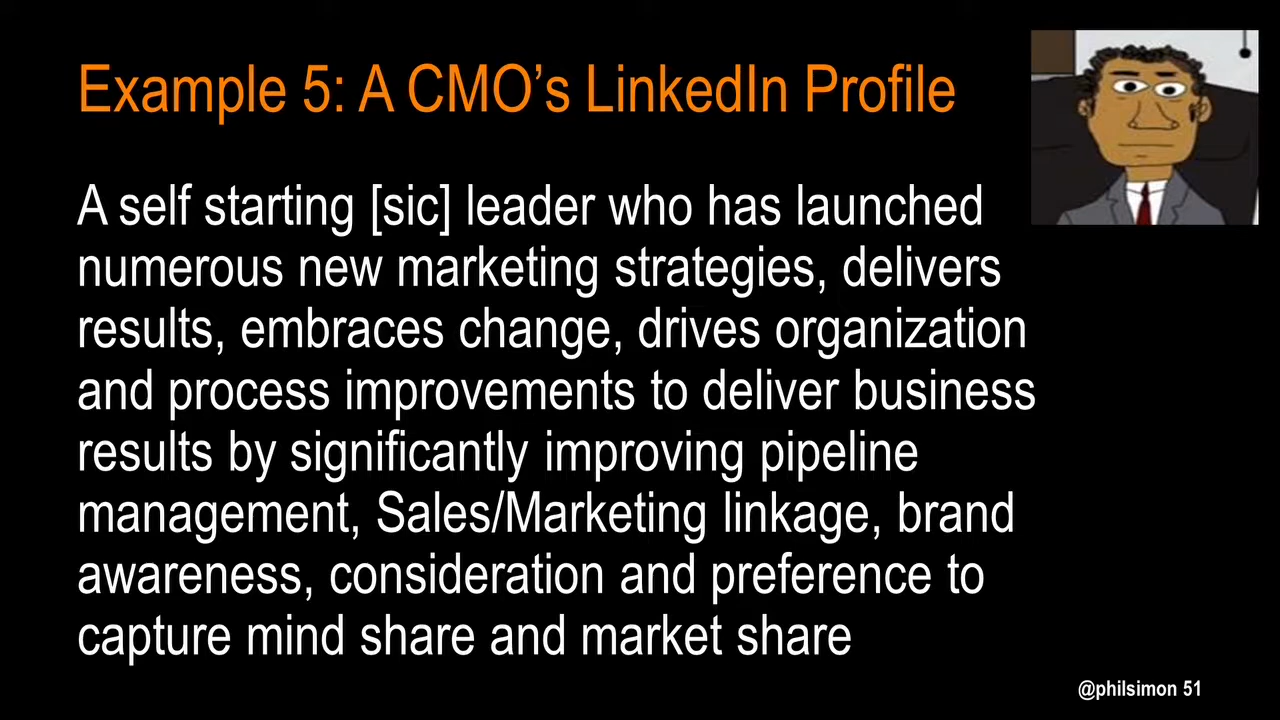 Example 5: A CMO’s LinkedIn Profile
A self starting [sic] leader who has launched
numerous new marketing strategies, delivers
results, embraces change, drives organization
and process improvements to deliver business
results by significantly improving pipeline
management, Sales/Marketing linkage, brand
awareness, consideration and preference to
capture mind share and market share
@philsimon 51